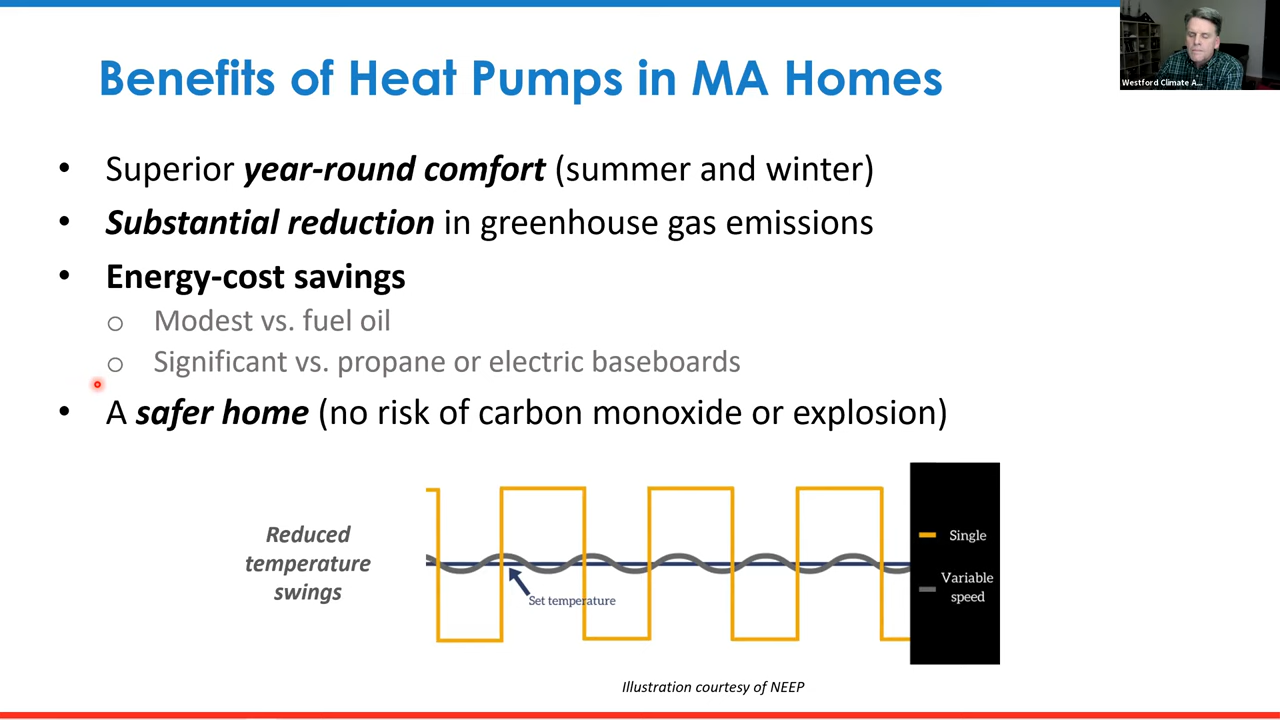 Benefits of Heat Pumps in MA Homes
Westford Climate A...
• Superior year-round comfort (summer and winter)
• Substantial reduction in greenhouse gas emissions
• Energy-cost savings
o Modest vs. fuel oil
o Significant vs. propane or electric baseboards
• A safer home (no risk of carbon monoxide or explosion)
Reduced
temperature
swings
Set temperature
Single
Variable
speed
Illustration courtesy of NEEP